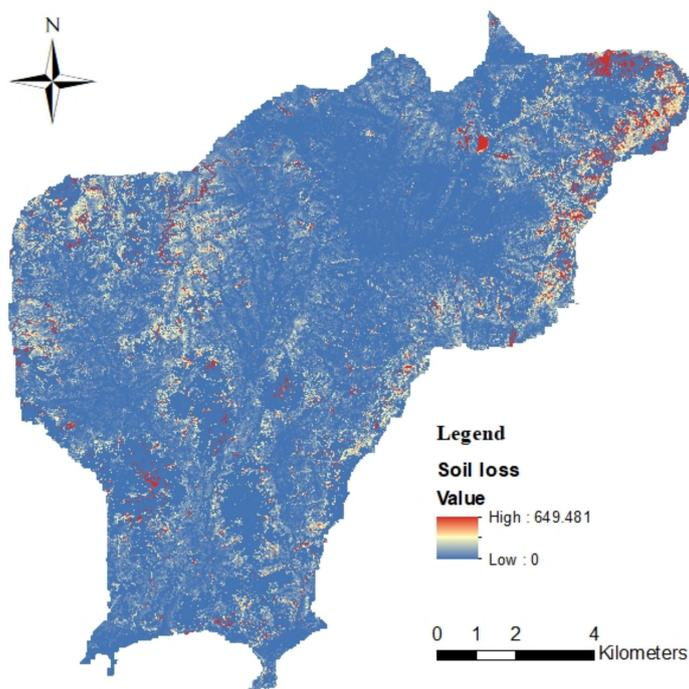 N
Legend
Soil loss
Value
High : 649.481
Low : 0
0 1 2 4
Kilometers